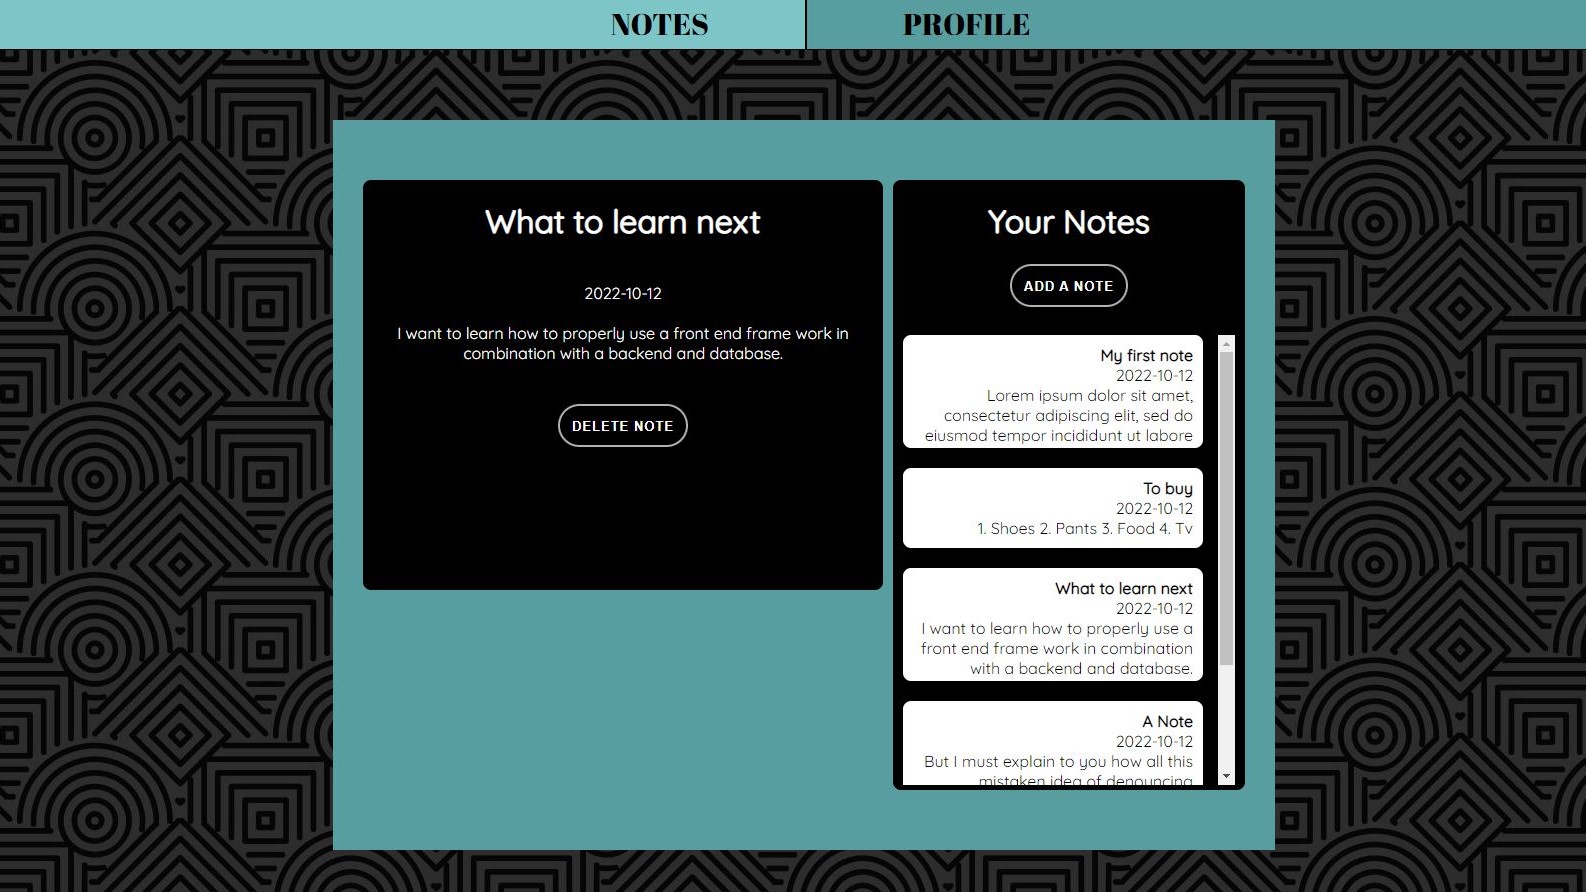 NOTES
PROFILE
What to learn next
2022-10-12
I want to learn how to properly use a front end frame work in
combination with a backend and database.
DELETE NOTE
Your Notes
ADD A NOTE
My first note
2022-10-12
Lorem ipsum dolor sit amet,
consectetur adipiscing elit, sed do
eiusmod tempor incididunt ut labore
To buy
2022-10-12
1. Shoes 2. Pants 3. Food 4. Tv
What to learn next
2022-10-12
I want to learn how to properly use a
front end frame work in combination
with a backend and database.
A Note
2022-10-12
But I must explain to you how all this
mistaken idea of denouncing